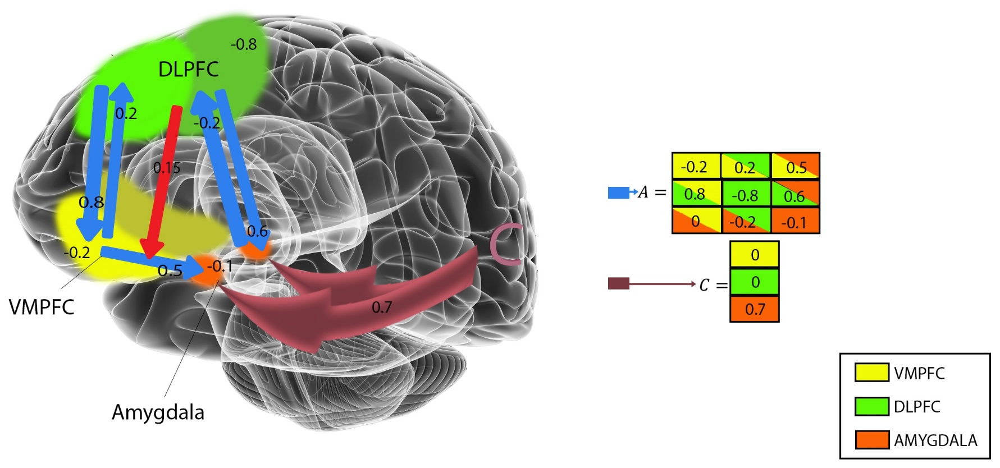 -0.8
DLPFC
0.2
-0.2
0.15
0.8
0.6
-0.2
0.5
-0.1
VMPFC
0.7
C
Amygdala
A =
-0.2 0.2 0.5
0.8 -0.8 0.6
0 -0.2 -0.1
C =
0
0
0.7
VMPFC
DLPFC
AMYGDALA